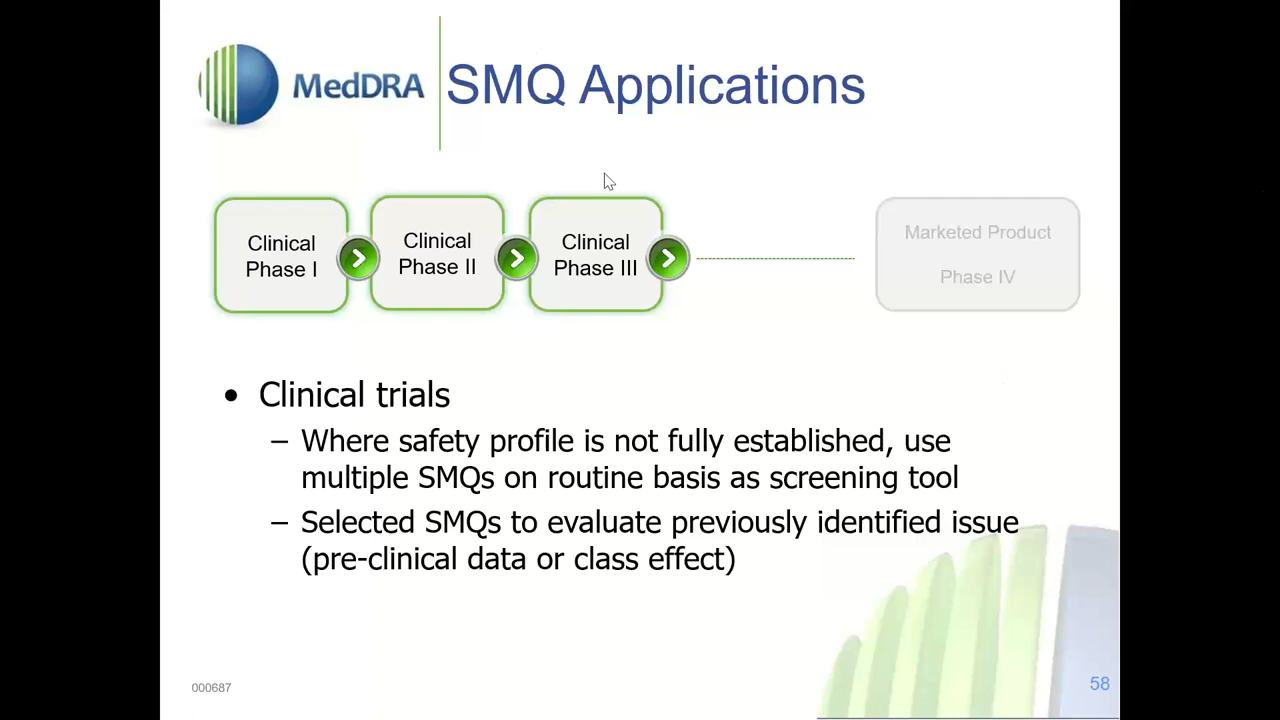 MedDRA
SMQ Applications
Clinical
Phase I
Clinical
Phase II
Clinical
Phase III
Marketed Product
Phase IV
• Clinical trials
– Where safety profile is not fully established, use
multiple SMQs on routine basis as screening tool
– Selected SMQs to evaluate previously identified issue
(pre-clinical data or class effect)
000687
58